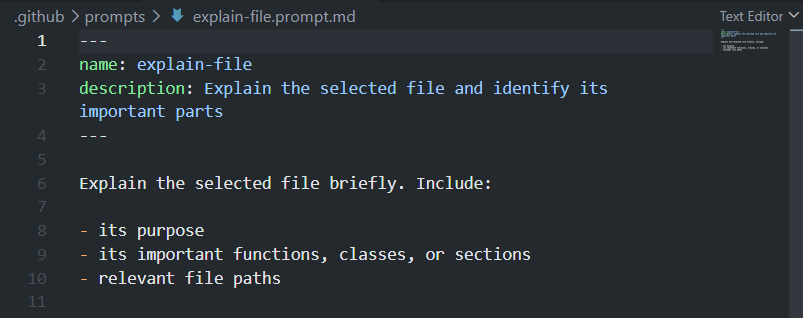 .github > prompts > explain-file.prompt.md
Text Editor
1 ---
2 name: explain-file
3 description: Explain the selected file and identify its
important parts
4 ---
5
6 Explain the selected file briefly. Include:
7
8 - its purpose
9 - its important functions, classes, or sections
10 - relevant file paths
11